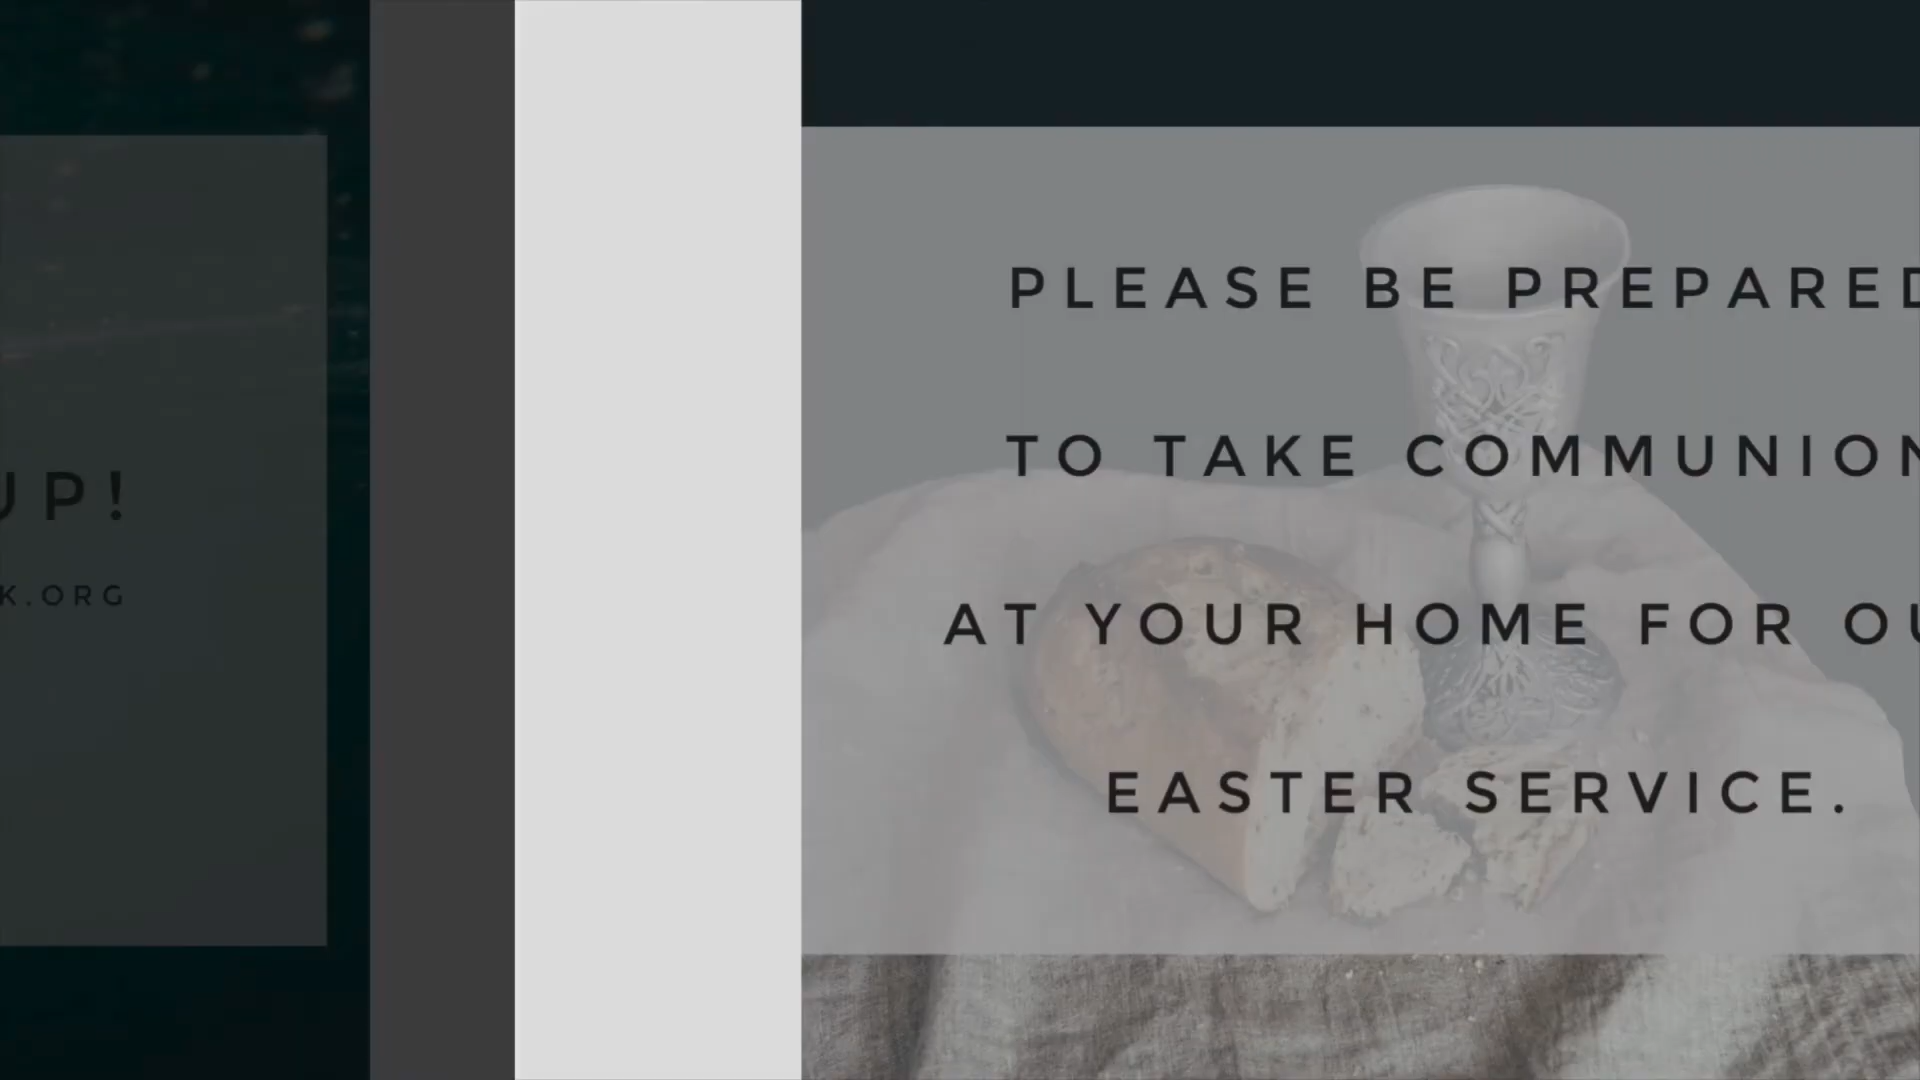 UP!
K.ORG
PLEASE BE PREPARED
TO TAKE COMMUNION
AT YOUR HOME FOR OU
EASTER SERVICE.